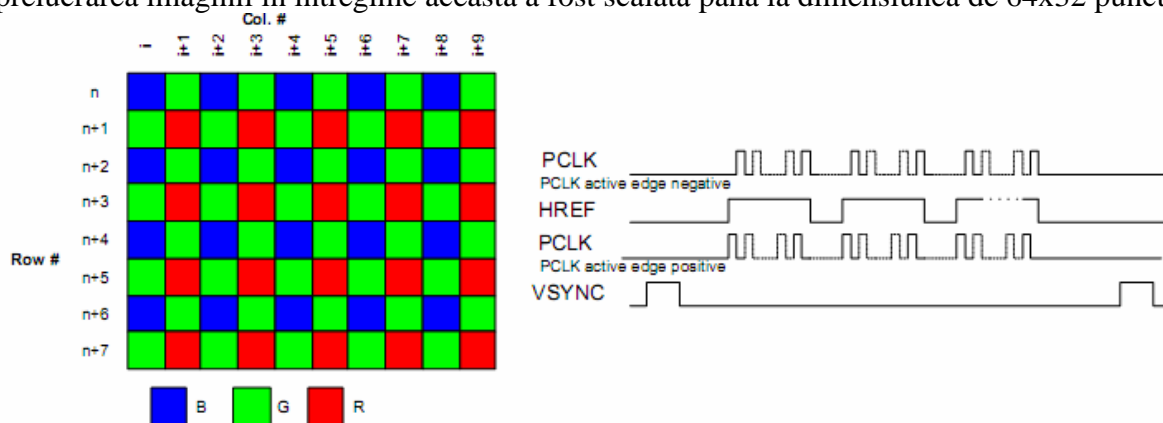 prelucrarea imaginii în întregime aceasta a fost scalată până la dimensiunea de 64x32 puncte
Col. #
i i+1 i+2 i+3 i+4 i+5 i+6 i+7 i+8 i+9
n
n+1
n+2
n+3
n+4
n+5
n+6
n+7
Row #
B G R
PCLK
PCLK active edge negative
HREF
PCLK
PCLK active edge positive
VSYNC